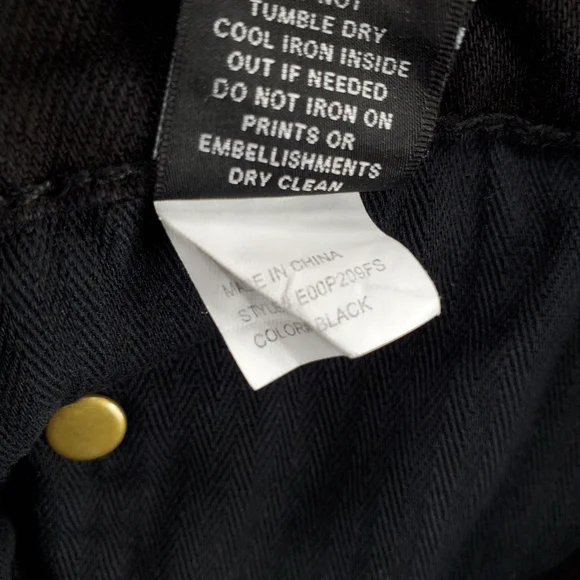 NOT
TUMBLE DRY
COOL IRON INSIDE
OUT IF NEEDED
DO NOT IRON ON
PRINTS OR
EMBELLISHMENTS
DRY CLEAN
MADE IN CHINA
STYLE: E00P209FS
COLOR: BLACK